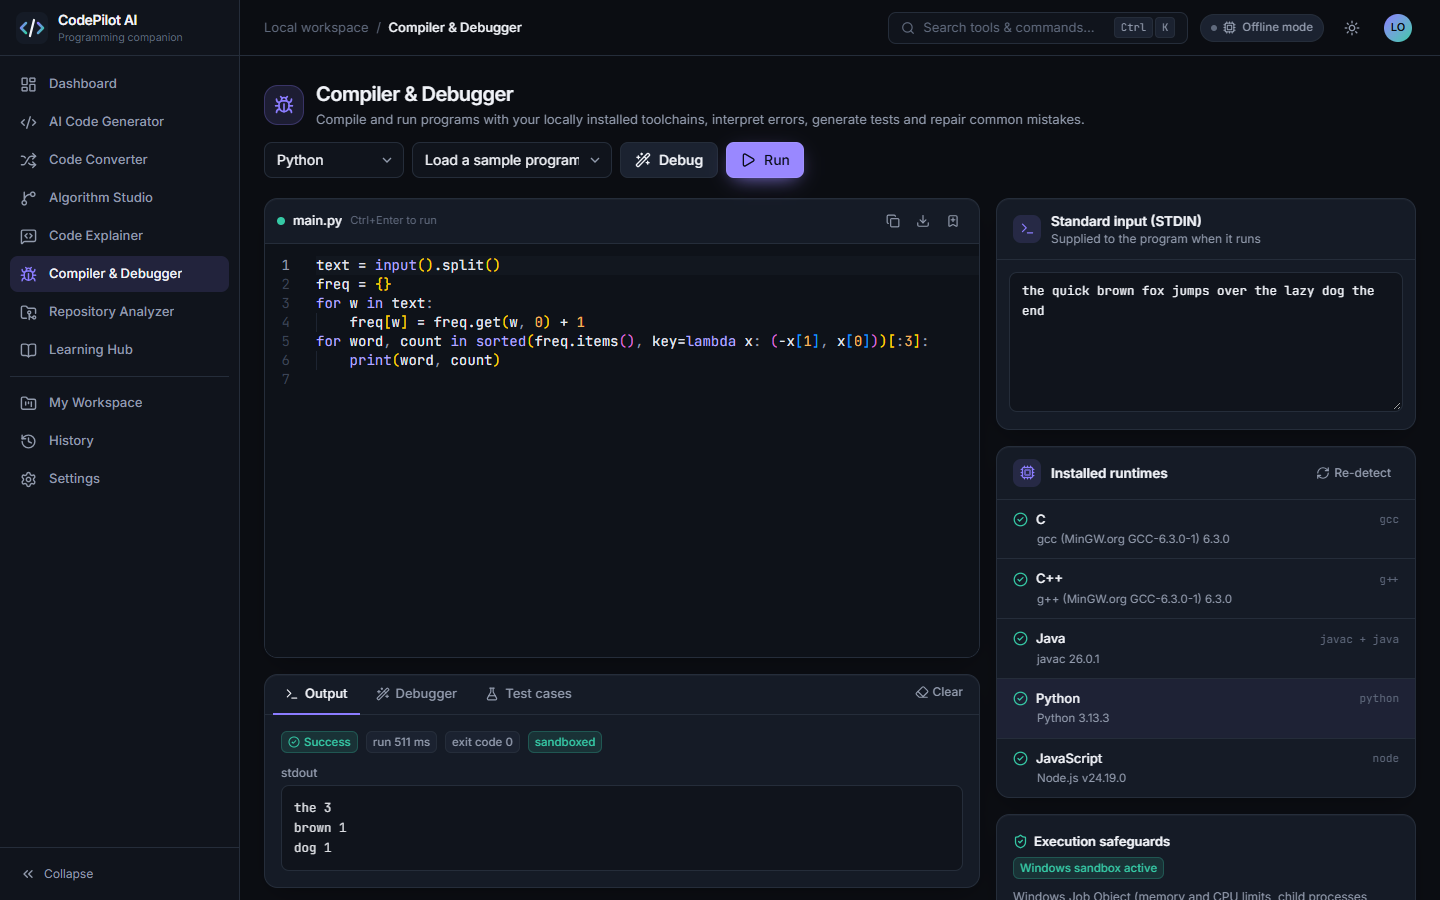 CodePilot AI
Programming companion
Dashboard
AI Code Generator
Code Converter
Algorithm Studio
Code Explainer
Compiler & Debugger
Repository Analyzer
Learning Hub
My Workspace
History
Settings
Collapse
Local workspace / Compiler & Debugger
Search tools & commands... Ctrl K
Offline mode
LO
Compiler & Debugger
Compile and run programs with your locally installed toolchains, interpret errors, generate tests and repair common mistakes.
Python
Load a sample program
Debug
Run
main.py Ctrl+Enter to run
1 text = input().split()
2 freq = {}
3 for w in text:
4 freq[w] = freq.get(w, 0) + 1
5 for word, count in sorted(freq.items(), key=lambda x: (-x[1], x[0]))[:3]:
6 print(word, count)
7
Output
Debugger
Test cases
Clear
Success
run 511 ms
exit code 0
sandboxed
stdout
the 3
brown 1
dog 1
Standard input (STDIN)
Supplied to the program when it runs
the quick brown fox jumps over the lazy dog the
end
Installed runtimes
Re-detect
C gcc
gcc (MinGW.org GCC-6.3.0-1) 6.3.0
C++ g++
g++ (MinGW.org GCC-6.3.0-1) 6.3.0
Java javac + java
javac 26.0.1
Python python
Python 3.13.3
JavaScript node
Node.js v24.19.0
Execution safeguards
Windows sandbox active
Windows Job Object (memory and CPU limits, child processes